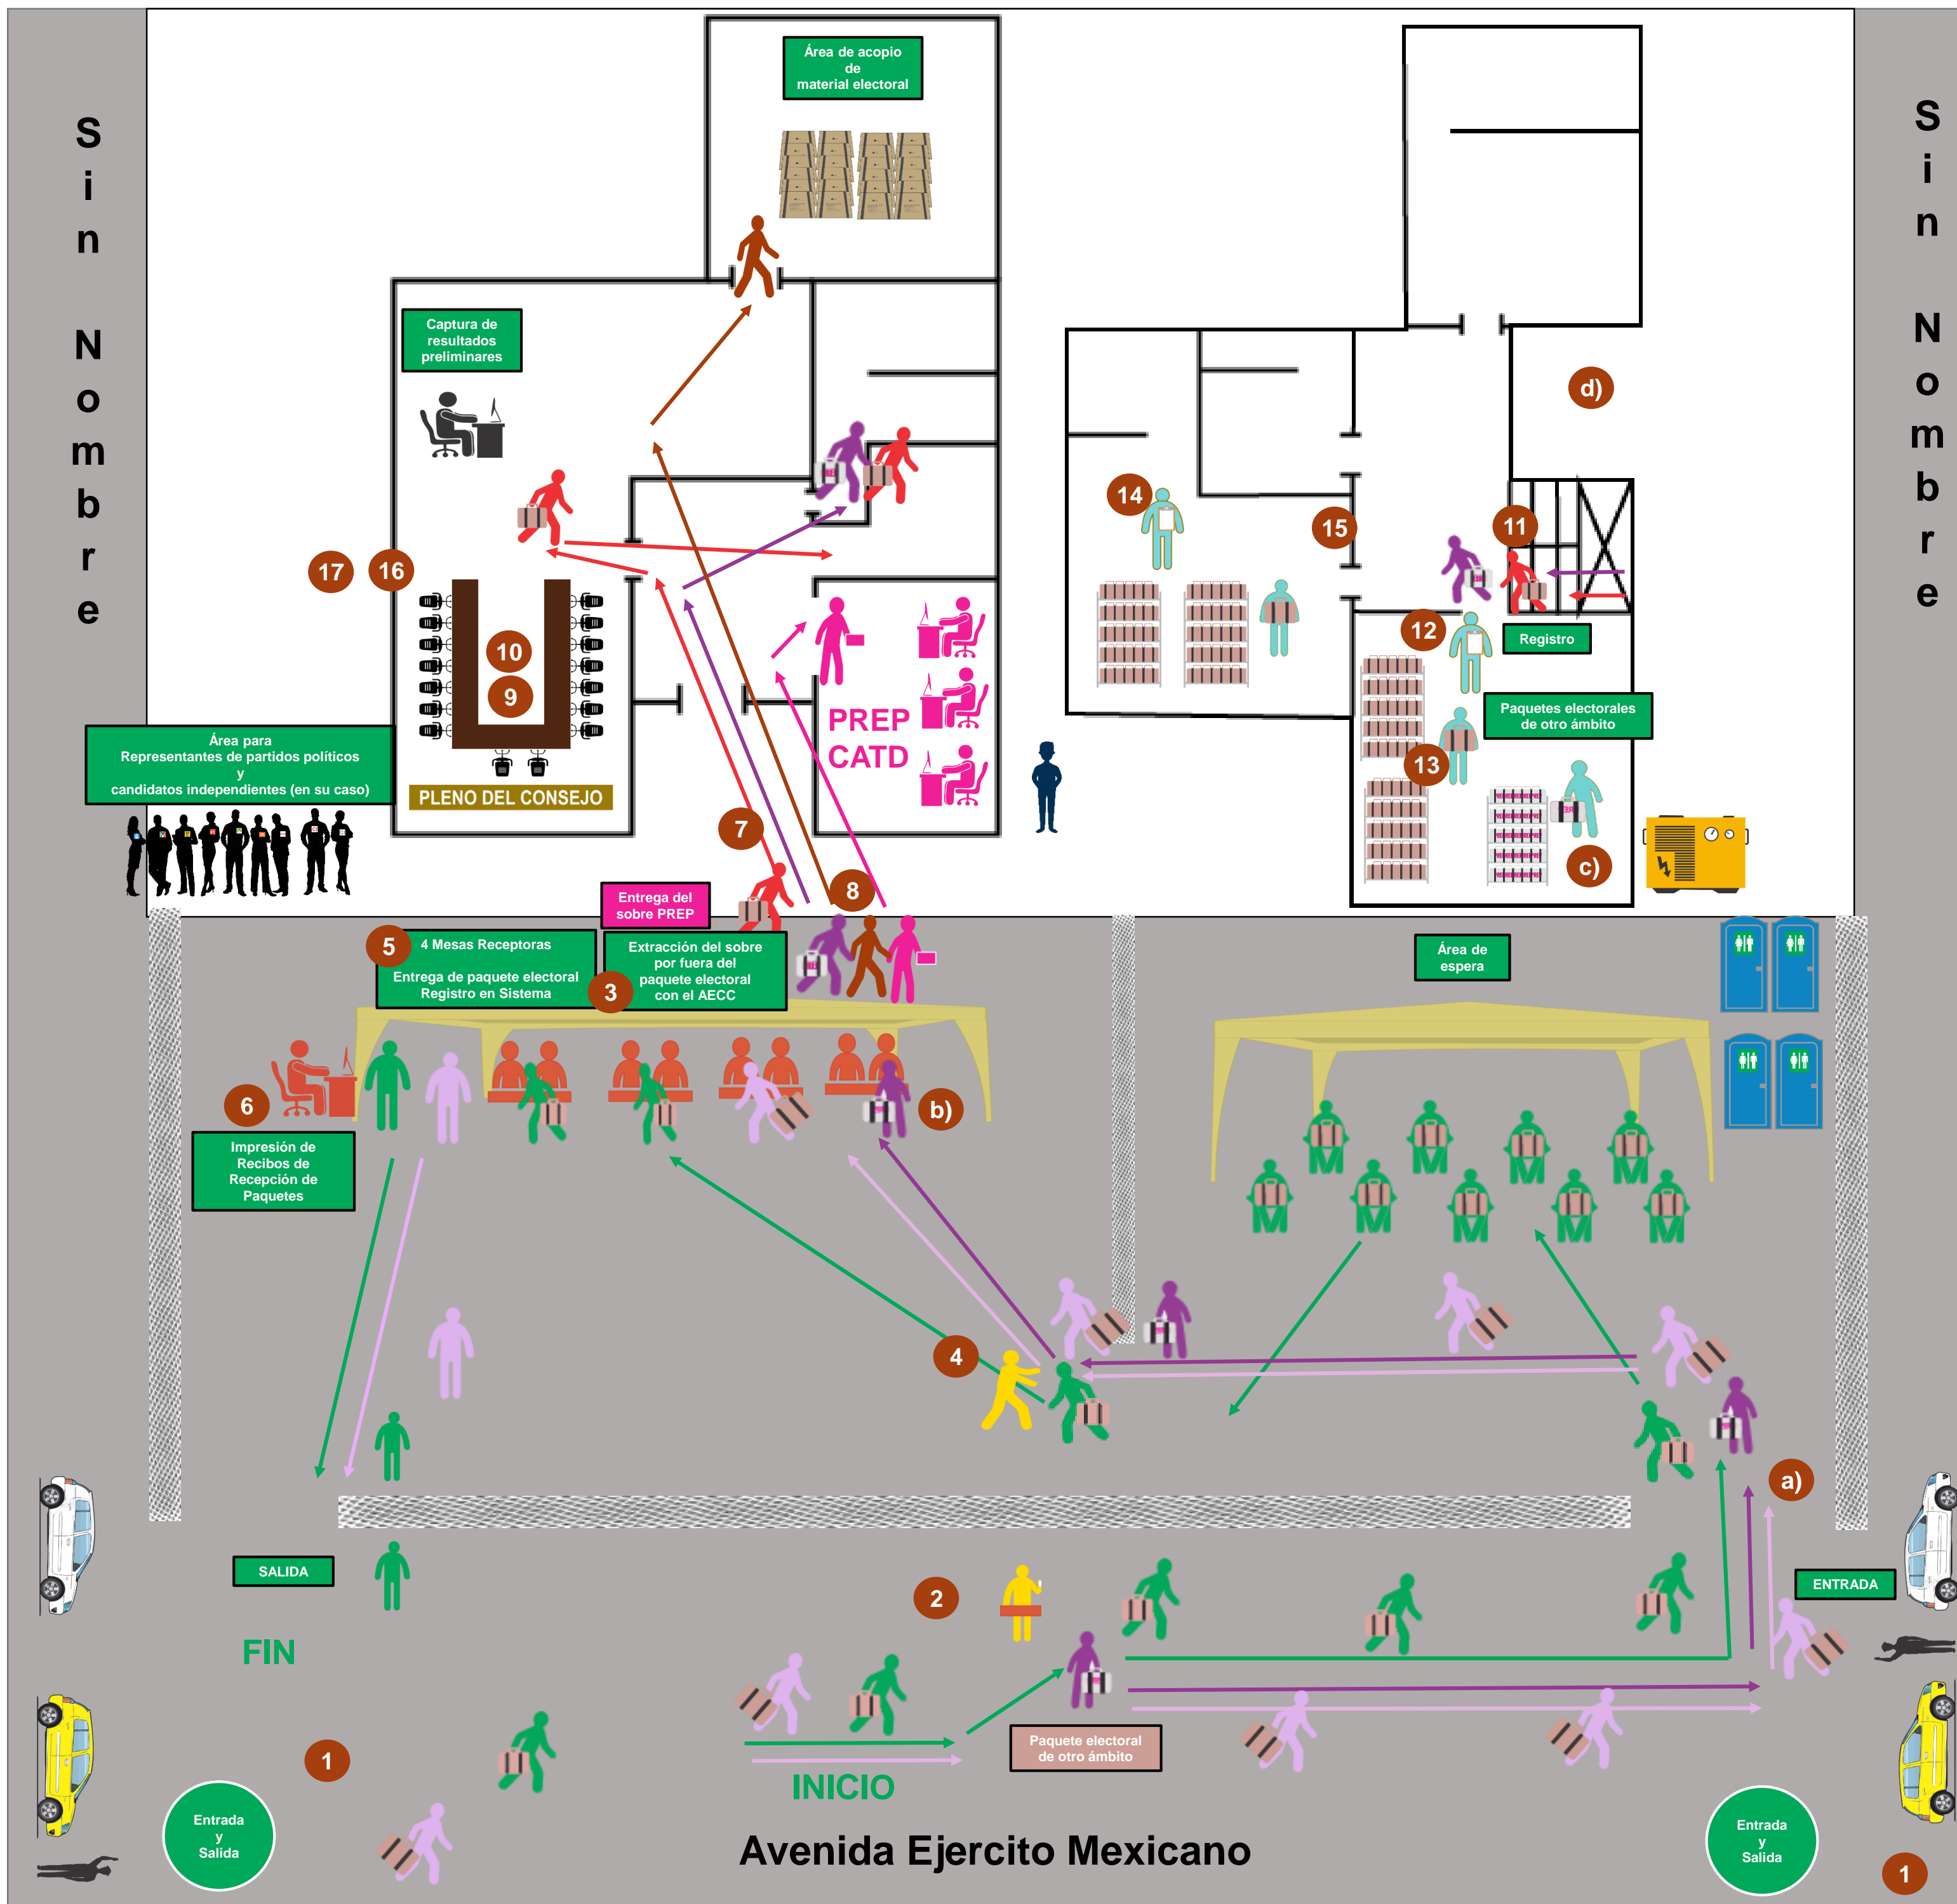 Área de acopio
de
material electoral
Sin Nombre
Sin Nombre
Captura de
resultados
preliminares
d)
14
15
11
17
16
12
Registro
10
9
PREP
CATD
Paquetes electorales
de otro ámbito
13
Área para
Representantes de partidos políticos
y
candidatos independientes (en su caso)
PLENO DEL CONSEJO
7
c)
8
Entrega del
sobre PREP
5
4 Mesas Receptoras
Entrega de paquete electoral
Registro en Sistema
3
Extracción del sobre
por fuera del
paquete electoral
con el AECC
Área de
espera
6
b)
Impresión de
Recibos de
Recepción de
Paquetes
4
a)
SALIDA
2
ENTRADA
FIN
1
Paquete electoral
de otro ámbito
INICIO
Entrada
y
Salida
Avenida Ejercito Mexicano
Entrada
y
Salida
1